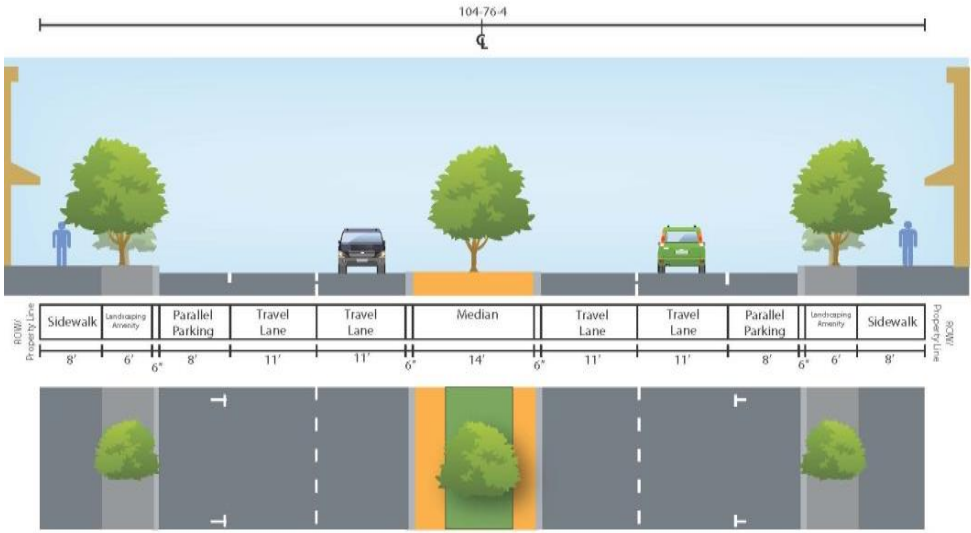 104-76-4
℄
ROW/
Property Line
Sidewalk
Landscaping
Amenity
Parallel
Parking
Travel
Lane
Travel
Lane
Median
Travel
Lane
Travel
Lane
Parallel
Parking
Landscaping
Amenity
Sidewalk
ROW/
Property Line
8' 6' 6" 8' 11' 11' 6" 14' 6" 11' 11' 8' 6" 6' 8'